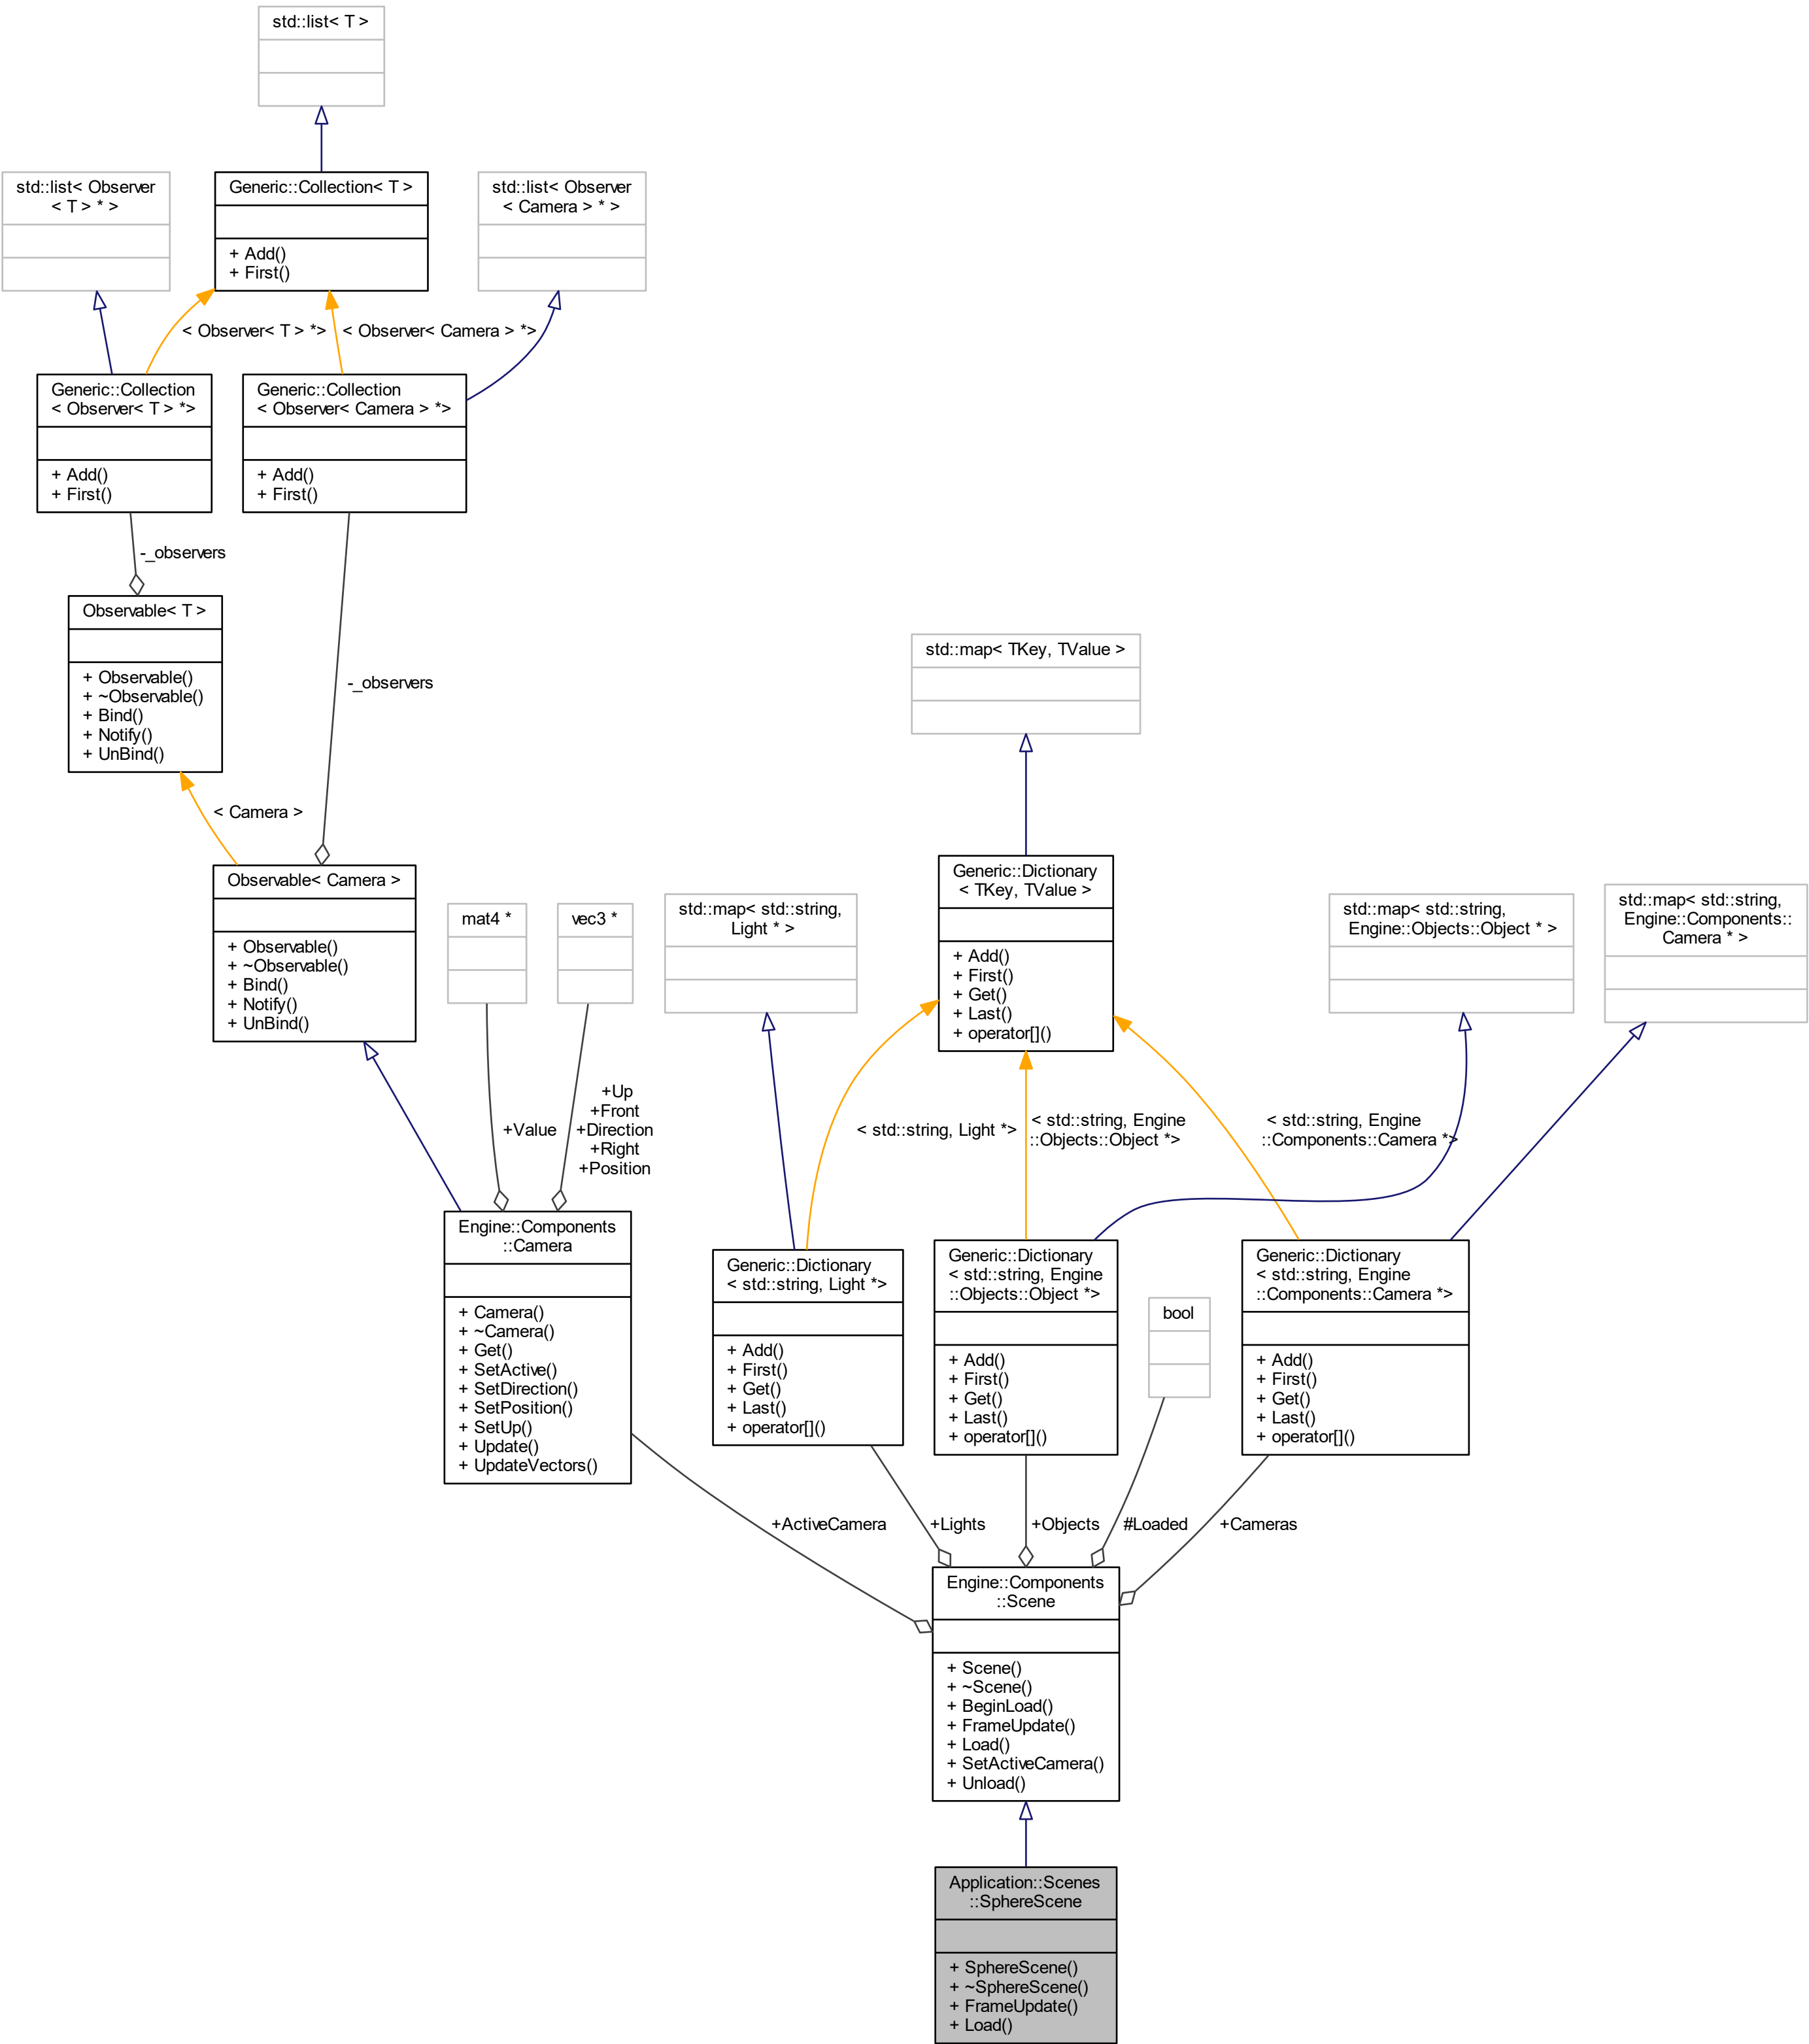 std::list< T >
std::list< Observer
< T > * >
Generic::Collection< T >
+ Add()
+ First()
std::list< Observer
< Camera > * >
< Observer< T > *>
< Observer< Camera > *>
Generic::Collection
< Observer< T > *>
+ Add()
+ First()
Generic::Collection
< Observer< Camera > *>
+ Add()
+ First()
-_observers
Observable< T >
+ Observable()
+ ~Observable()
+ Bind()
+ Notify()
+ UnBind()
-_observers
std::map< TKey, TValue >
< Camera >
Observable< Camera >
+ Observable()
+ ~Observable()
+ Bind()
+ Notify()
+ UnBind()
mat4 *
vec3 *
std::map< std::string,
Light * >
Generic::Dictionary
< TKey, TValue >
+ Add()
+ First()
+ Get()
+ Last()
+ operator[]()
std::map< std::string,
Engine::Objects::Object * >
std::map< std::string,
Engine::Components::
Camera * >
+Value
+Up
+Front
+Direction
+Right
+Position
< std::string, Light *>
< std::string, Engine
::Objects::Object *>
< std::string, Engine
::Components::Camera *>
Engine::Components
::Camera
+ Camera()
+ ~Camera()
+ Get()
+ SetActive()
+ SetDirection()
+ SetPosition()
+ SetUp()
+ Update()
+ UpdateVectors()
Generic::Dictionary
< std::string, Light *>
+ Add()
+ First()
+ Get()
+ Last()
+ operator[]()
Generic::Dictionary
< std::string, Engine
::Objects::Object *>
+ Add()
+ First()
+ Get()
+ Last()
+ operator[]()
bool
Generic::Dictionary
< std::string, Engine
::Components::Camera *>
+ Add()
+ First()
+ Get()
+ Last()
+ operator[]()
+ActiveCamera
+Lights
+Objects
#Loaded
+Cameras
Engine::Components
::Scene
+ Scene()
+ ~Scene()
+ BeginLoad()
+ FrameUpdate()
+ Load()
+ SetActiveCamera()
+ Unload()
Application::Scenes
::SphereScene
+ SphereScene()
+ ~SphereScene()
+ FrameUpdate()
+ Load()